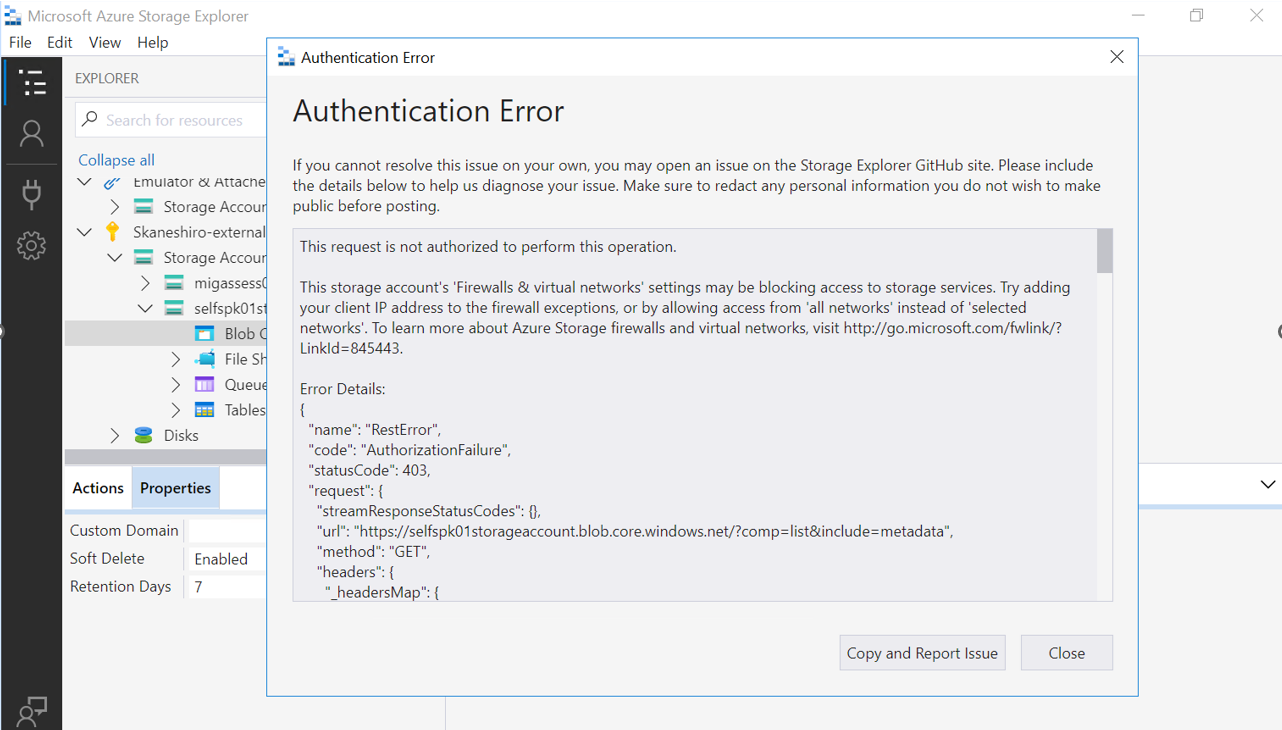 Microsoft Azure Storage Explorer
File Edit View Help
EXPLORER
Search for resources
Collapse all
Emulator & Attache
Storage Accour
Skaneshiro-external
Storage Accour
migassess0
selfspk01st
Blob C
File Sh
Queue
Tables
Disks
Actions Properties
Custom Domain
Soft Delete Enabled
Retention Days 7
Authentication Error
Authentication Error
If you cannot resolve this issue on your own, you may open an issue on the Storage Explorer GitHub site. Please include
the details below to help us diagnose your issue. Make sure to redact any personal information you do not wish to make
public before posting.
This request is not authorized to perform this operation.
This storage account's 'Firewalls & virtual networks' settings may be blocking access to storage services. Try adding
your client IP address to the firewall exceptions, or by allowing access from 'all networks' instead of 'selected
networks'. To learn more about Azure Storage firewalls and virtual networks, visit http://go.microsoft.com/fwlink/?
LinkId=845443.
Error Details:
{
"name": "RestError",
"code": "AuthorizationFailure",
"statusCode": 403,
"request": {
"streamResponseStatusCodes": {},
"url": "https://selfspk01storageaccount.blob.core.windows.net/?comp=list&include=metadata",
"method": "GET",
"headers": {
"_headersMap": {
Copy and Report Issue
Close